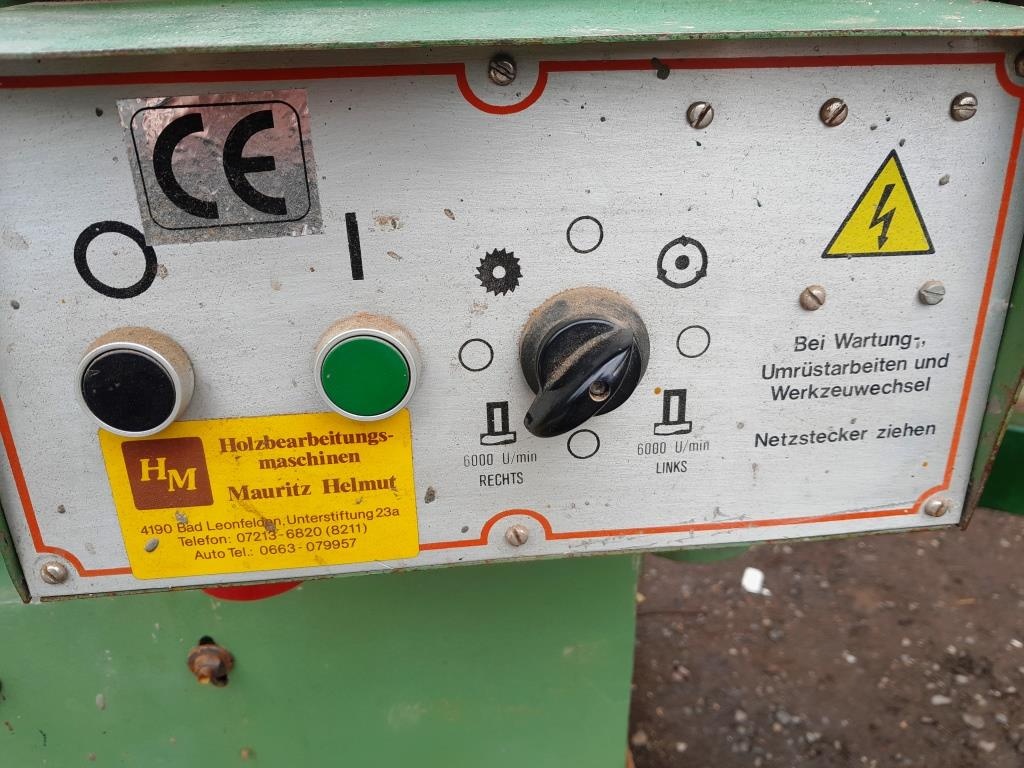 CE
Bei Wartung-,
Umrüstarbeiten und
Werkzeuwechsel
Netzstecker ziehen
6000 U/min
RECHTS
6000 U/min
LINKS
HM
Holzbearbeitungs-
maschinen
Mauritz Helmut
4190 Bad Leonfelden, Unterstiftung 23a
Telefon: 07213-6820 (8211)
Auto Tel.: 0663-079957